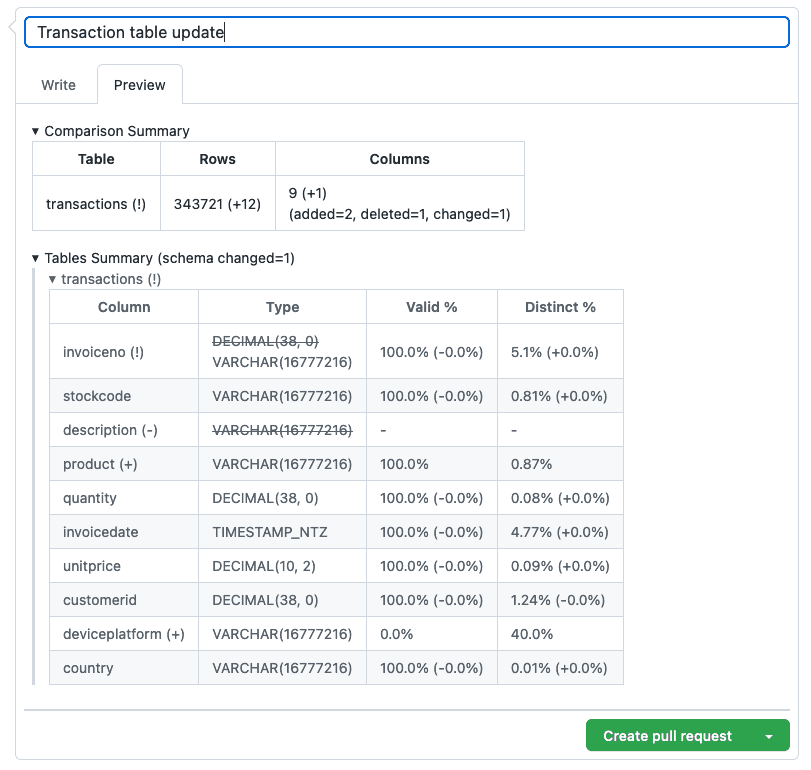 Transaction table update
Write Preview
▼ Comparison Summary
Table Rows Columns
transactions (!) 343721 (+12) 9 (+1)
(added=2, deleted=1, changed=1)
▼ Tables Summary (schema changed=1)
▼ transactions (!)
Column Type Valid % Distinct %
invoiceno (!) DECIMAL(38, 0) VARCHAR(16777216) 100.0% (-0.0%) 5.1% (+0.0%)
stockcode VARCHAR(16777216) 100.0% (-0.0%) 0.81% (+0.0%)
description (-) VARCHAR(16777216) - -
product (+) VARCHAR(16777216) 100.0% 0.87%
quantity DECIMAL(38, 0) 100.0% (-0.0%) 0.08% (+0.0%)
invoicedate TIMESTAMP_NTZ 100.0% (-0.0%) 4.77% (+0.0%)
unitprice DECIMAL(10, 2) 100.0% (-0.0%) 0.09% (+0.0%)
customerid DECIMAL(38, 0) 100.0% (-0.0%) 1.24% (-0.0%)
deviceplatform (+) VARCHAR(16777216) 0.0% 40.0%
country VARCHAR(16777216) 100.0% (-0.0%) 0.01% (+0.0%)
Create pull request